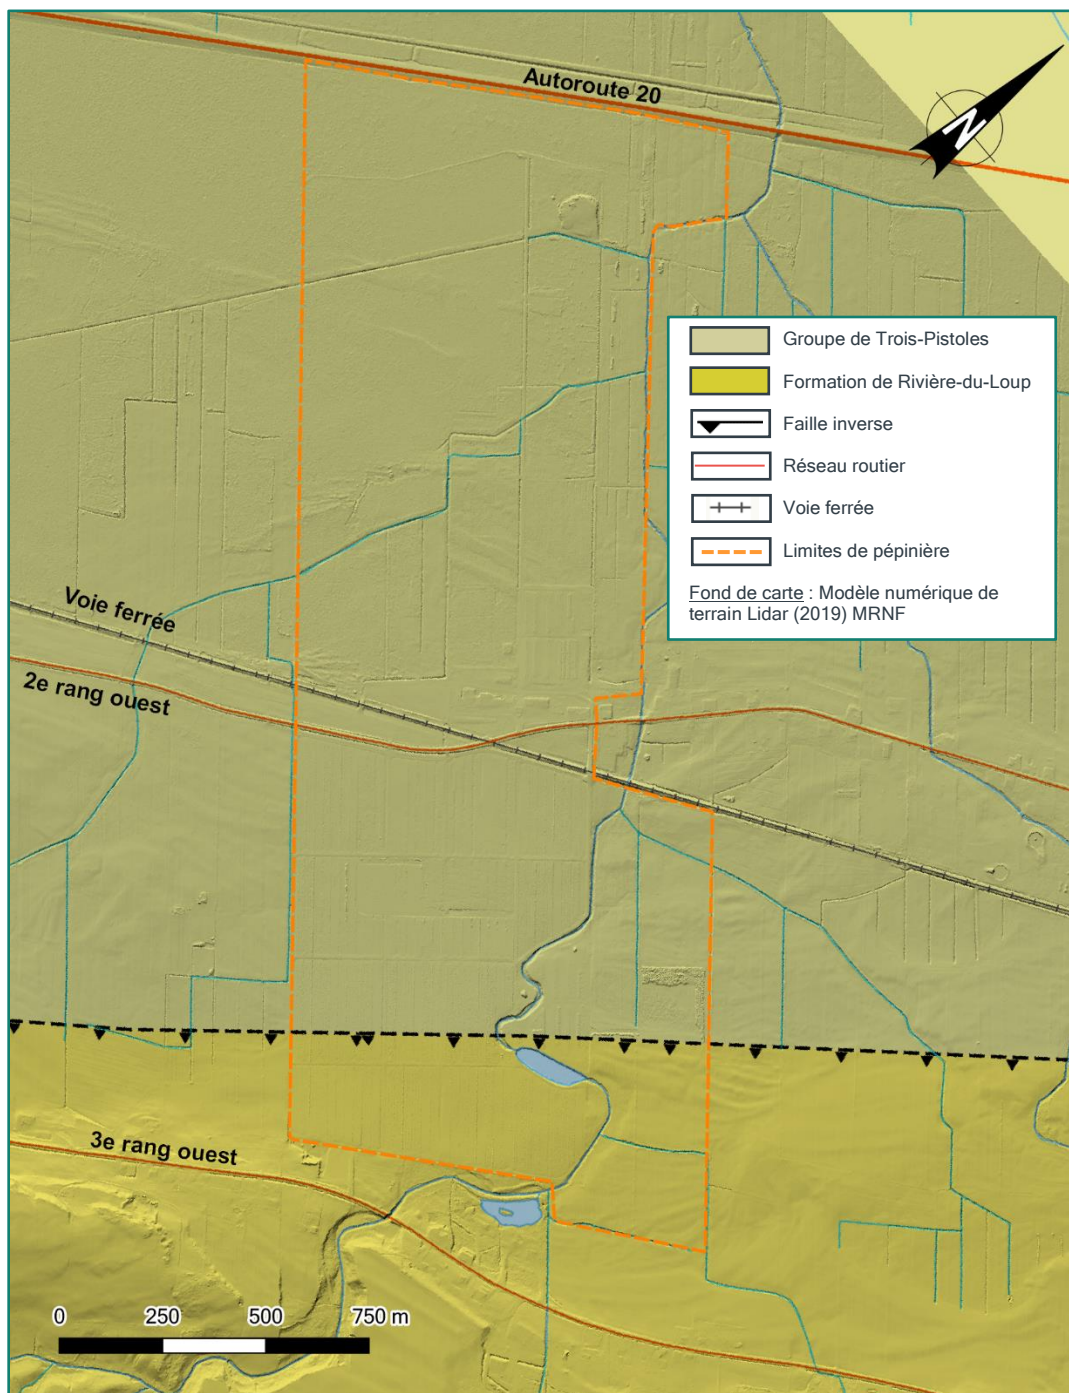 Autoroute 20
N
Groupe de Trois-Pistoles
Formation de Rivière-du-Loup
Faille inverse
Réseau routier
Voie ferrée
Limites de pépinière
Fond de carte : Modèle numérique de
terrain Lidar (2019) MRNF
Voie ferrée
2e rang ouest
3e rang ouest
0 250 500 750 m